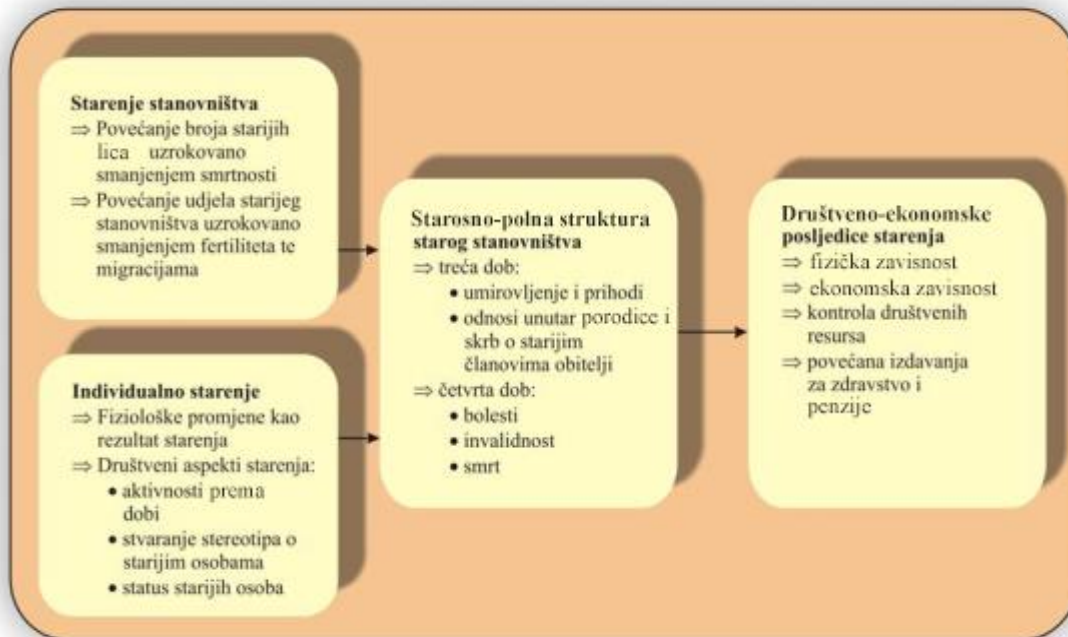 Starenje stanovništva
⇒ Povećanje broja starijih
lica uzrokovano
smanjenjem smrtnosti
⇒ Povećanje udjela starijeg
stanovništva uzrokovano
smanjenjem fertiliteta te
migracijama
Individualno starenje
⇒ Fiziološke promjene kao
rezultat starenja
⇒ Društveni aspekti starenja:
• aktivnosti prema
dobi
• stvaranje stereotipa o
starijim osobama
• status starijih osoba
Starosno-polna struktura
starog stanovništva
⇒ treća dob:
• umirovljenje i prihodi
• odnosi unutar porodice i
skrb o starijim
članovima obitelji
⇒ četvrta dob:
• bolesti
• invalidnost
• smrt
Društveno-ekonomske
posljedice starenja
⇒ fizička zavisnost
⇒ ekonomska zavisnost
⇒ kontrola društvenih
resursa
⇒ povećana izdavanja
za zdravstvo i
penzije